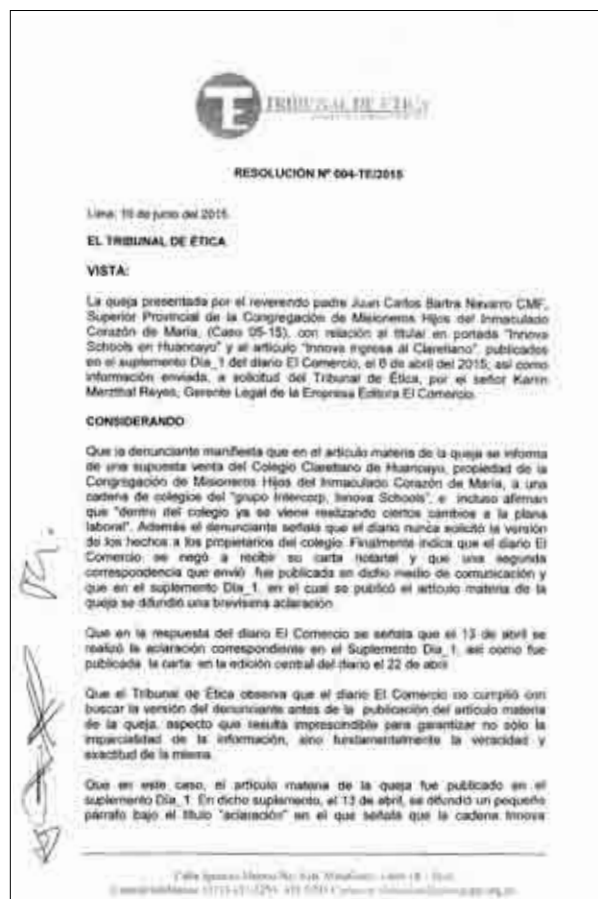 TE TRIBUNAL DE ÉTICA
RESOLUCIÓN Nº 004-TE/2015
Lima, de junio del 2015.
EL TRIBUNAL DE ÉTICA
VISTA:
La queja presentada por el reverendo padre Juan Carlos Bartra Navarro CMF,
Superior Provincial de la Congregación de Misioneros Hijos del Inmaculado
Corazón de María, (Caso 05-15), con relación al titular en portada "Innova
Schools en Huancayo" y al artículo "Innova ingresa al Claretiano", publicados
en el suplemento Día_1 del diario El Comercio, el 6 de abril del 2015; así como
información enviada, a solicitud del Tribunal de Ética, por el señor Karim
Merzthal Reyes, Gerente Legal de la Empresa Editora El Comercio.
CONSIDERANDO
Que la denunciante manifiesta que en el artículo materia de la queja se informa
de una supuesta venta del Colegio Claretiano de Huancayo, propiedad de la
Congregación de Misioneros Hijos del Inmaculado Corazón de María, a una
cadena de colegios del "grupo Intercorp, Innova Schools", e incluso afirman
que "dentro del colegio ya se viene realizando ciertos cambios a la plana
laboral". Además el denunciante señala que el diario nunca solicitó la versión
de los hechos a los propietarios del colegio. Finalmente indica que el diario El
Comercio se negó a recibir su carta notarial y que una segunda
correspondencia que envió fue publicada en dicho medio de comunicación y
que en el suplemento Día_1, en el cual se publicó el artículo materia de la
queja se difundió una brevísima aclaración.
Que en la respuesta del diario El Comercio se señala que el 13 de abril se
realizó la aclaración correspondiente en el Suplemento Día_1, así como fue
publicada la carta en la edición central del diario el 22 de abril.
Que el Tribunal de Ética observa que el diario El Comercio no cumplió con
buscar la versión del denunciante antes de la publicación del artículo materia
de la queja, aspecto que resulta imprescindible para garantizar no sólo la
imparcialidad de la información, sino fundamentalmente la veracidad y
exactitud de la misma.
Que en este caso, el artículo materia de la queja fue publicado en el
suplemento Día_1. En dicho suplemento, el 13 de abril, se difundió un pequeño
párrafo bajo el título "aclaración" en el que señala que la cadena Innova